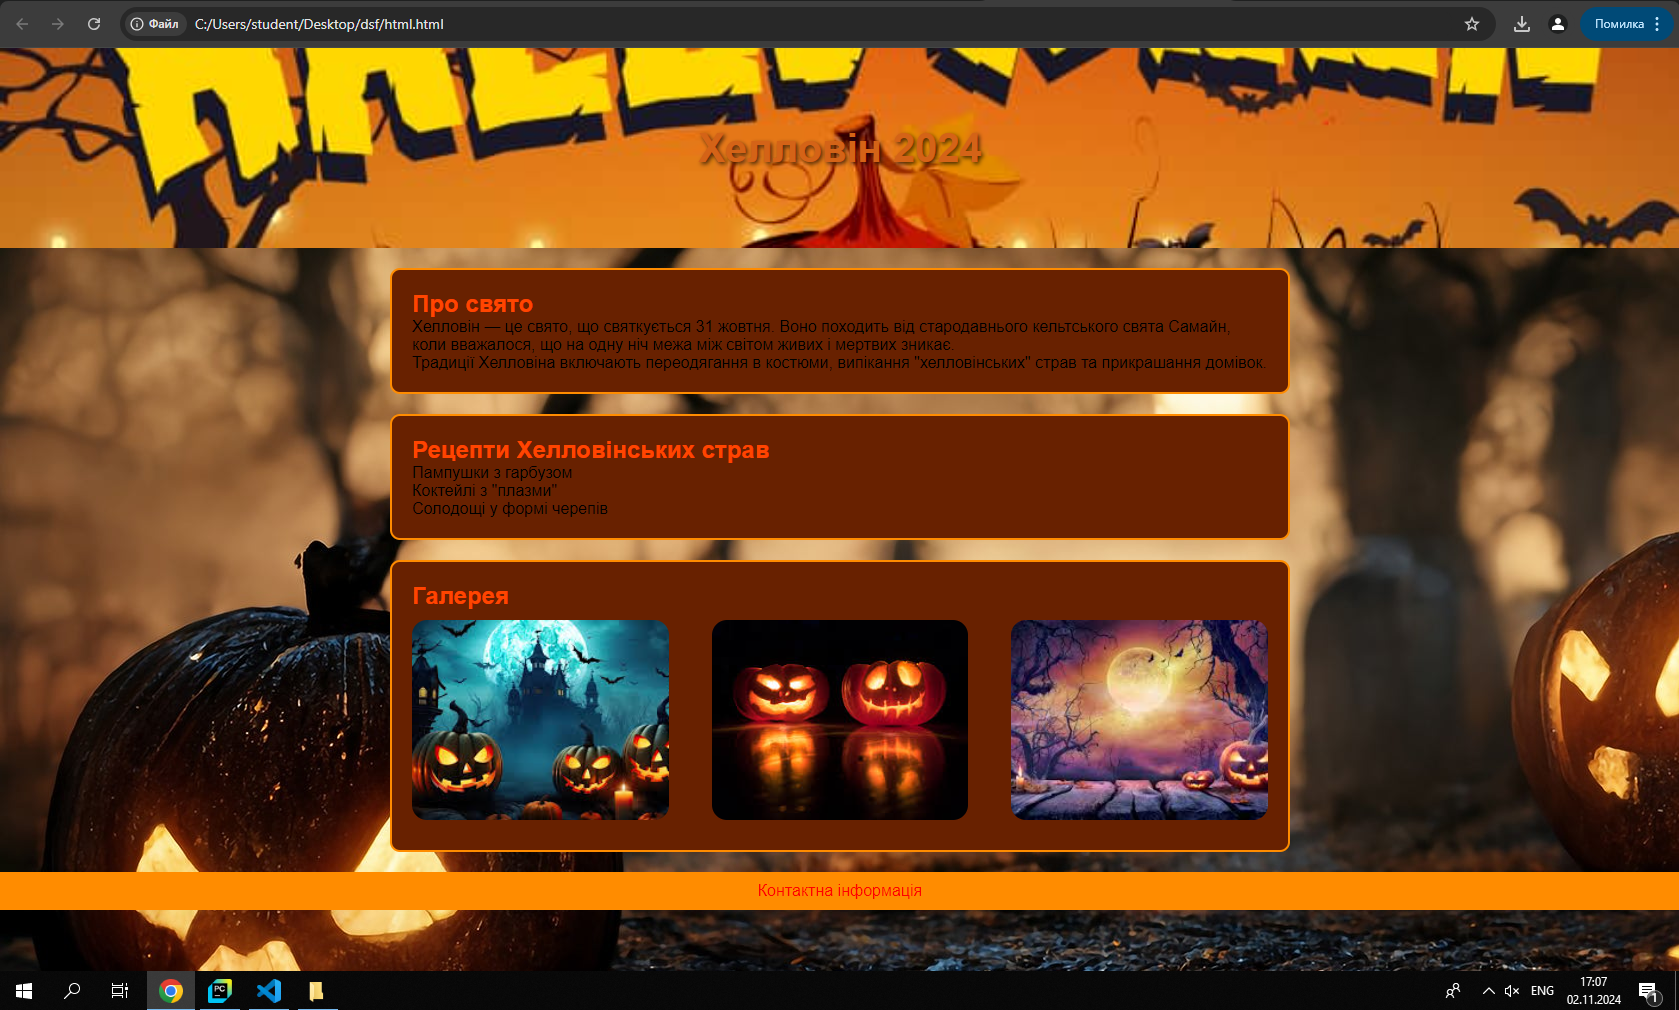 Файл
C:/Users/student/Desktop/dsf/html.html
Помилка
Хелловін 2024
Про свято
Хелловін — це свято, що святкується 31 жовтня. Воно походить від стародавнього кельтського свята Самайн,
коли вважалося, що на одну ніч межа між світом живих і мертвих зникає.
Традиції Хелловіна включають переодягання в костюми, випікання "хелловінських" страв та прикрашання домівок.
Рецепти Хелловінських страв
Пампушки з гарбузом
Коктейлі з "плазми"
Солодощі у формі черепів
Галерея
Контактна інформація
PC
ENG
17:07
02.11.2024
1